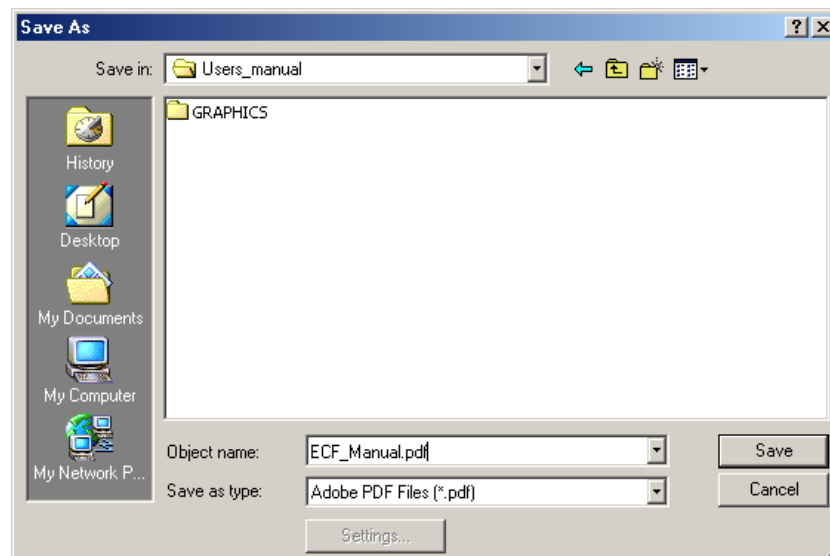 Save As
Save in: Users_manual
GRAPHICS
History
Desktop
My Documents
My Computer
My Network P...
Object name: ECF_Manual.pdf Save
Save as type: Adobe PDF Files (*.pdf) Cancel
Settings...